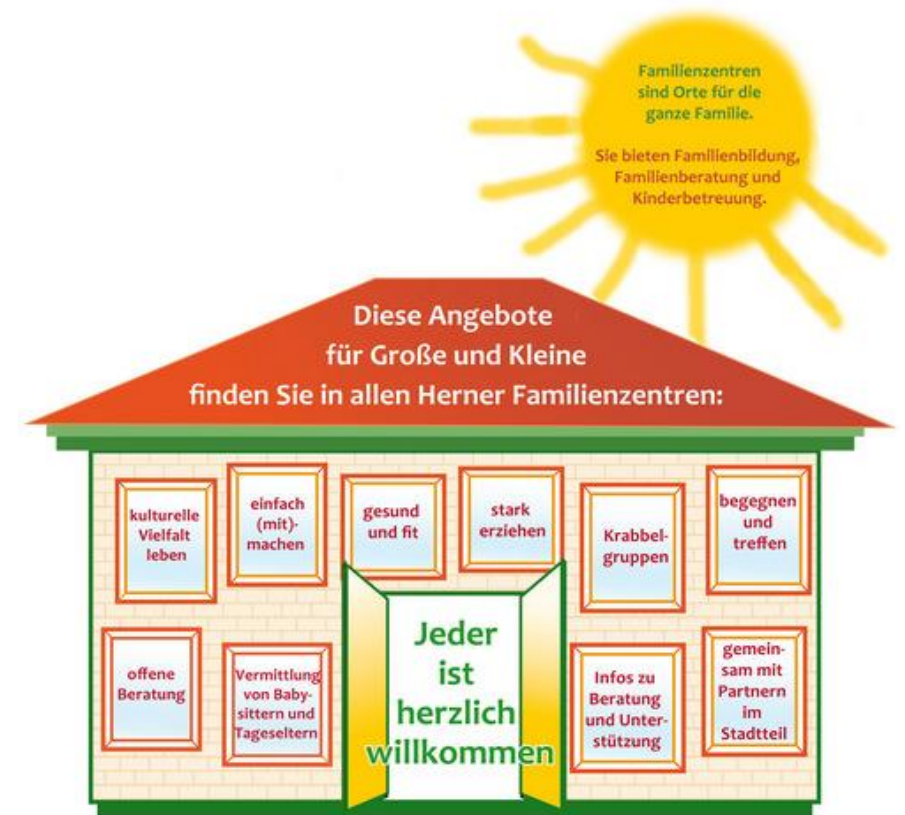 Familienzentren
sind Orte für die
ganze Familie.
Sie bieten Familienbildung,
Familienberatung und
Kinderbetreuung.
Diese Angebote
für Große und Kleine
finden Sie in allen Herner Familienzentren:
kulturelle
Vielfalt
leben
einfach
(mit)-
machen
gesund
und fit
stark
erziehen
Krabbel-
gruppen
begegnen
und
treffen
offene
Beratung
Vermittlung
von Baby-
sittern und
Tageseltern
Jeder
ist
herzlich
willkommen
Infos zu
Beratung
und Unter-
stützung
gemein-
sam mit
Partnern
im
Stadtteil